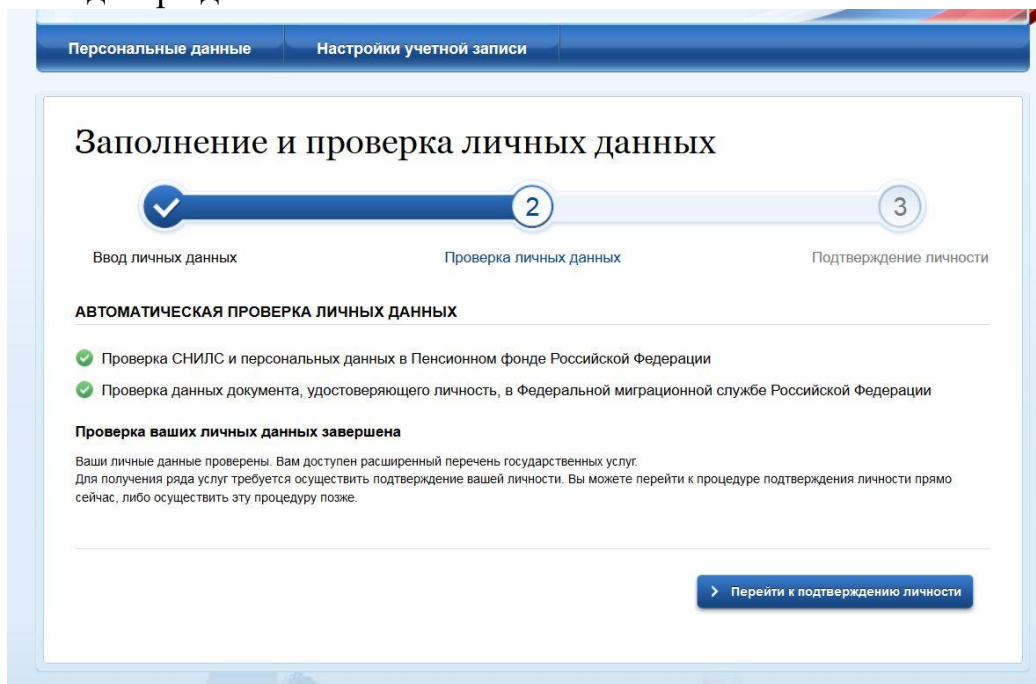 Персональные данные
Настройки учетной записи
Заполнение и проверка личных данных
2
3
Ввод личных данных
Проверка личных данных
Подтверждение личности
АВТОМАТИЧЕСКАЯ ПРОВЕРКА ЛИЧНЫХ ДАННЫХ
Проверка СНИЛС и персональных данных в Пенсионном фонде Российской Федерации
Проверка данных документа, удостоверяющего личность, в Федеральной миграционной службе Российской Федерации
Проверка ваших личных данных завершена
Ваши личные данные проверены. Вам доступен расширенный перечень государственных услуг.
Для получения ряда услуг требуется осуществить подтверждение вашей личности. Вы можете перейти к процедуре подтверждения личности прямо
сейчас, либо осуществить эту процедуру позже.
Перейти к подтверждению личности